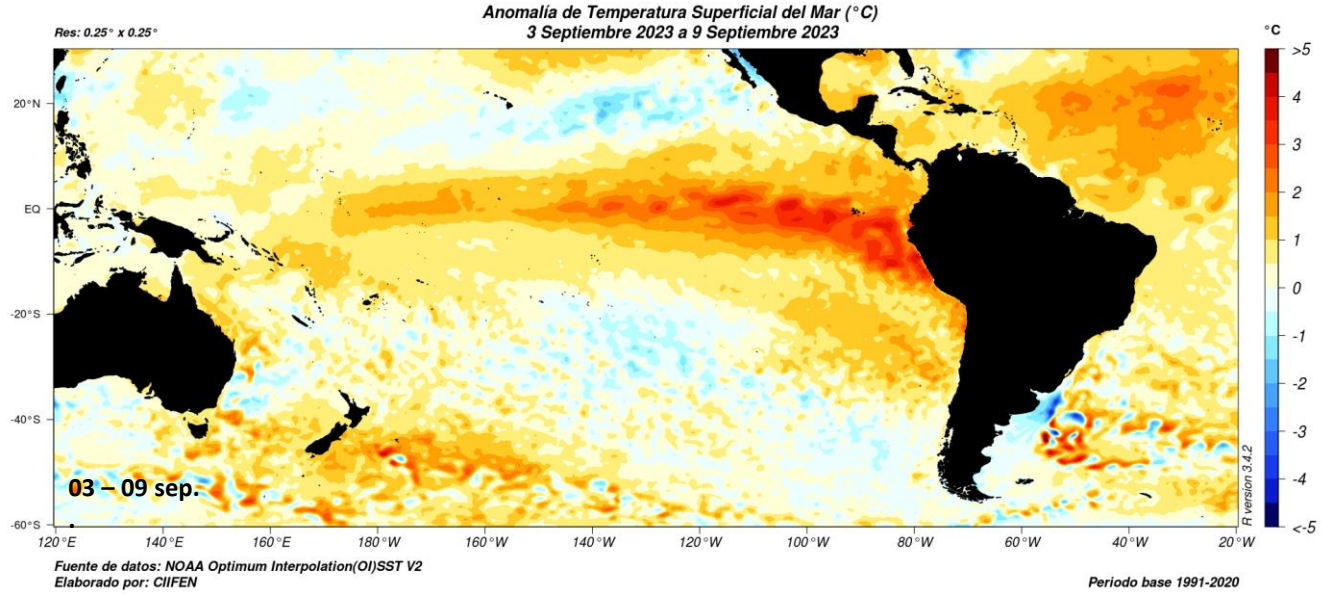 Anomalía de Temperatura Superficial del Mar (°C)
3 Septiembre 2023 a 9 Septiembre 2023
Res: 0.25° x 0.25°
°C
>5
4
3
2
1
0
-1
-2
-3
-4
<-5
20°N
EQ
-20°S
-40°S
-60°S
03 – 09 sep.
.
R version 3.4.2
120°E 140°E 160°E 180°W 160°W 140°W 120°W 100°W 80°W 60°W 40°W 20°W
Fuente de datos: NOAA Optimum Interpolation(OI)SST V2
Elaborado por: CIIFEN
Periodo base 1991-2020